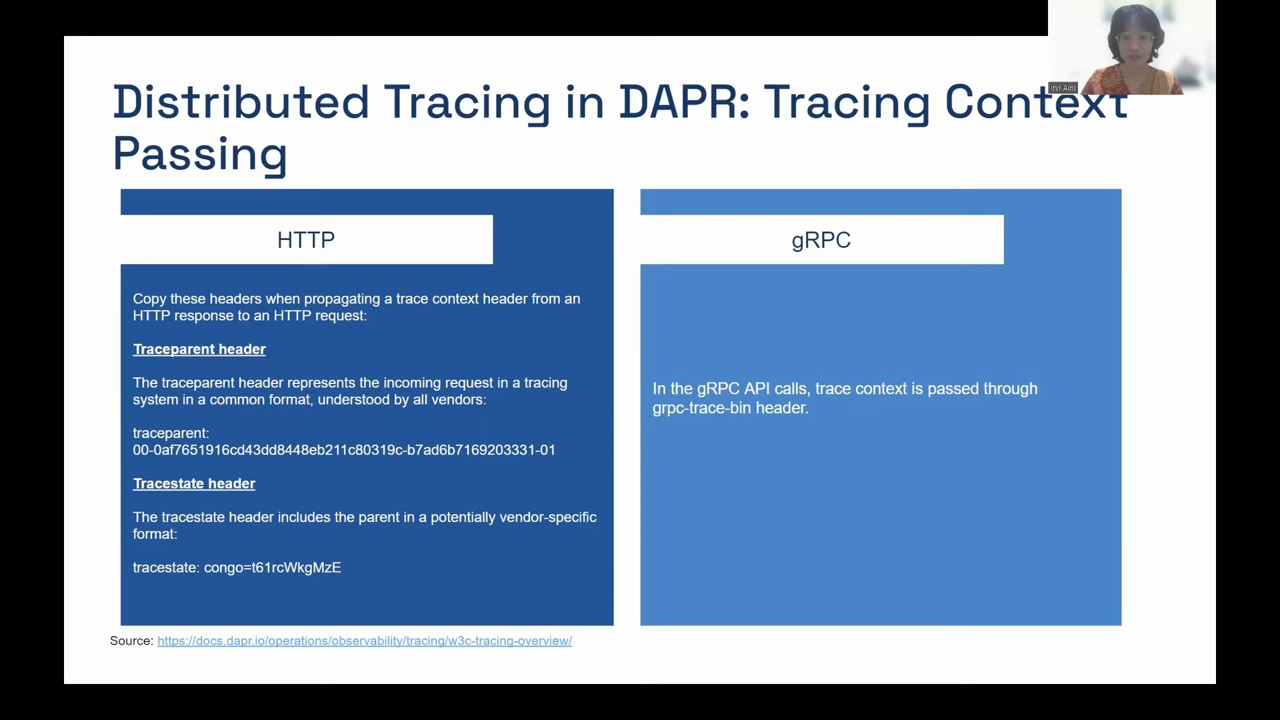 Distributed Tracing in DAPR: Tracing Context
Passing
Irvi Aini
HTTP
Copy these headers when propagating a trace context header from an
HTTP response to an HTTP request:
Traceparent header
The traceparent header represents the incoming request in a tracing
system in a common format, understood by all vendors:
traceparent:
00-0af7651916cd43dd8448eb211c80319c-b7ad6b7169203331-01
Tracestate header
The tracestate header includes the parent in a potentially vendor-specific
format:
tracestate: congo=t61rcWkgMzE
gRPC
In the gRPC API calls, trace context is passed through
grpc-trace-bin header.
Source: https://docs.dapr.io/operations/observability/tracing/w3c-tracing-overview/